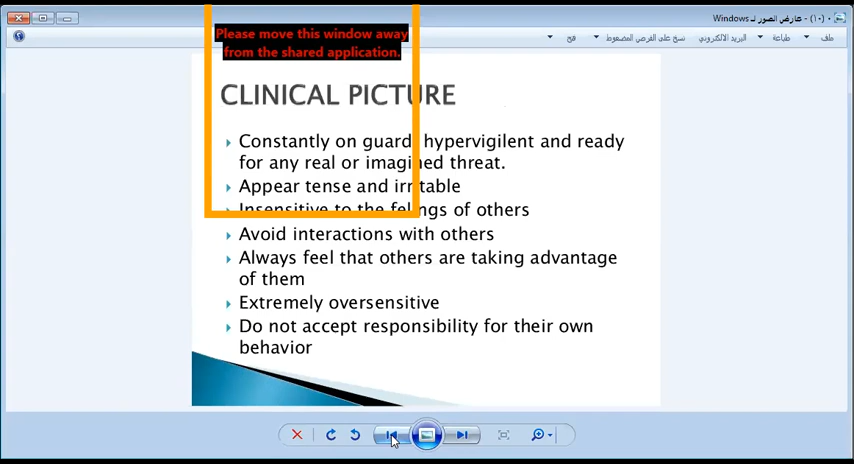 (١٠) - عارض الصور لـ Windows
ملف
طباعة
البريد الالكتروني
نسخ على القرص المضغوط
فتح
Please move this window away
from the shared application.
CLINICAL PICTURE
Constantly on guard, hypervigilent and ready
for any real or imagined threat.
Appear tense and irritable
Insensitive to the felings of others
Avoid interactions with others
Always feel that others are taking advantage
of them
Extremely oversensitive
Do not accept responsibility for their own
behavior